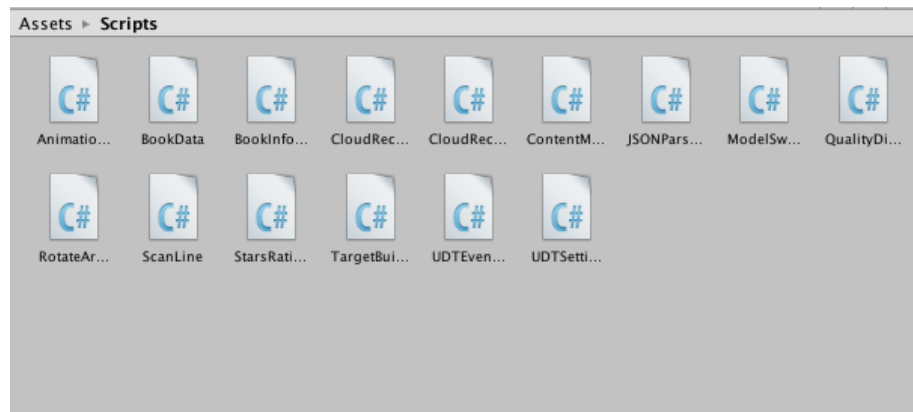 Assets ▸ Scripts
C# C# C# C# C# C# C# C# C#
Animatio... BookData BookInfo... CloudRec... CloudRec... ContentM... JSONPars... ModelSw... QualityDi...
C# C# C# C# C# C#
RotateAr... ScanLine StarsRati... TargetBui... UDTEven... UDTSetti...